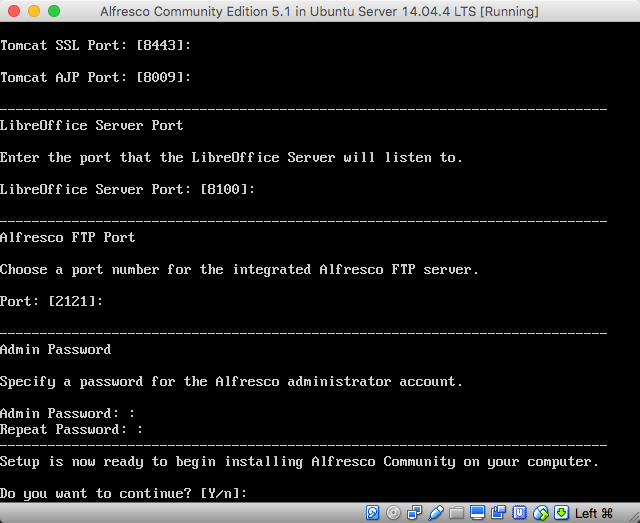 Alfresco Community Edition 5.1 in Ubuntu Server 14.04.4 LTS [Running]
Tomcat SSL Port: [8443]:
Tomcat AJP Port: [8009]:
----------------------------------------------------------------------------
LibreOffice Server Port
Enter the port that the LibreOffice Server will listen to.
LibreOffice Server Port: [8100]:
----------------------------------------------------------------------------
Alfresco FTP Port
Choose a port number for the integrated Alfresco FTP server.
Port: [2121]:
----------------------------------------------------------------------------
Admin Password
Specify a password for the Alfresco administrator account.
Admin Password: :
Repeat Password: :
----------------------------------------------------------------------------
Setup is now ready to begin installing Alfresco Community on your computer.
Do you want to continue? [Y/n]:
Left ⌘